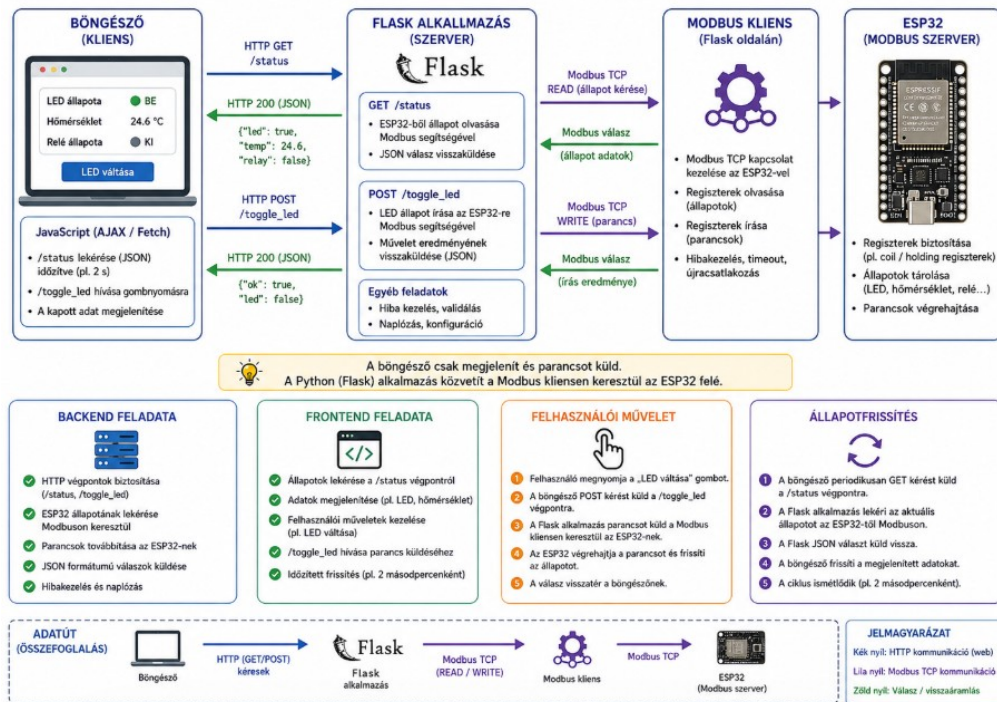 BÖNGÉSZŐ
(KLIENS)
LED állapota
BE
Hőmérséklet
24.6 °C
Relé állapota
KI
LED váltása
JavaScript (AJAX / Fetch)
• /status lekérése (JSON)
időzítve (pl. 2 s)
• /toggle_led hívása gombnyomásra
• A kapott adat megjelenítése
HTTP GET
/status
HTTP 200 (JSON)
{"led": true,
"temp": 24.6,
"relay": false}
HTTP POST
/toggle_led
HTTP 200 (JSON)
{"ok": true,
"led": false}
FLASK ALKALLMAZÁS
(SZERVER)
Flask
GET /status
• ESP32-ből állapot olvasása
Modbus segítségével
• JSON válasz visszaküldése
POST /toggle_led
• LED állapot írása az ESP32-re
Modbus segítségével
• Művelet eredményének
visszaküldése (JSON)
Egyéb feladatok
• Hiba kezelés, validálás
• Naplózás, konfiguráció
Modbus TCP
READ (állapot kérése)
Modbus válasz
(állapot adatok)
Modbus TCP
WRITE (parancs)
Modbus válasz
(írás eredménye)
MODBUS KLIENS
(Flask oldalán)
• Modbus TCP kapcsolat
kezelése az ESP32-vel
• Regiszterek olvasása
(állapotok)
• Regiszterek írása
(parancsok)
• Hibakezelés, timeout,
újracsatlakozás
ESP32
(MODBUS SZERVER)
ESPRESSIF
• Regiszterek biztosítása
(pl. coil / holding regiszterek)
• Állapotok tárolása
(LED, hőmérséklet, relé...)
• Parancsok végrehajtása
A böngésző csak megjelenít és parancsot küld.
A Python (Flask) alkalmazás közvetít a Modbus kliensen keresztül az ESP32 felé.
BACKEND FELADATA
HTTP végpontok biztosítása
(/status, /toggle_led)
ESP32 állapotának lekérése
Modbuson keresztül
Parancsok továbbítása az ESP32-nek
JSON formátumú válaszok küldése
Hibakezelés és naplózás
FRONTEND FELADATA
</>
Állapotok lekérése a /status végpontról
Adatok megjelenítése (pl. LED, hőmérséklet)
Felhasználói műveletek kezelése
(pl. LED váltása)
/toggle_led hívása parancs küldéséhez
Időzített frissítés (pl. 2 másodpercenként)
FELHASZNÁLÓI MŰVELET
1 Felhasználó megnyomja a „LED váltása" gombot.
2 A böngésző POST kérést küld a /toggle_led
végpontra.
3 A Flask alkalmazás parancsot küld a Modbus
kliensen keresztül az ESP32-nek.
4 Az ESP32 végrehajtja a parancsot és frissíti
az állapotot.
5 A válasz visszatér a böngészőnek.
ÁLLAPOTFRISSÍTÉS
1 A böngésző periodikusan GET kérést küld
a /status végpontra.
2 A Flask alkalmazás lekéri az aktuális
állapotot az ESP32-től Modbuson.
3 A Flask JSON választ küld vissza.
4 A böngésző frissíti a megjelenített adatokat.
5 A ciklus ismétlődik (pl. 2 másodpercenként).
ADATÚT
(ÖSSZEFOGLALÁS)
Böngésző
HTTP (GET/POST)
kérések
Flask
Flask
alkalmazás
Modbus TCP
(READ / WRITE)
Modbus kliens
Modbus TCP
ESP32
(Modbus szerver)
JELMAGYARÁZAT
Kék nyíl: HTTP kommunikáció (web)
Lila nyíl: Modbus TCP kommunikáció
Zöld nyíl: Válasz / visszaáramlás